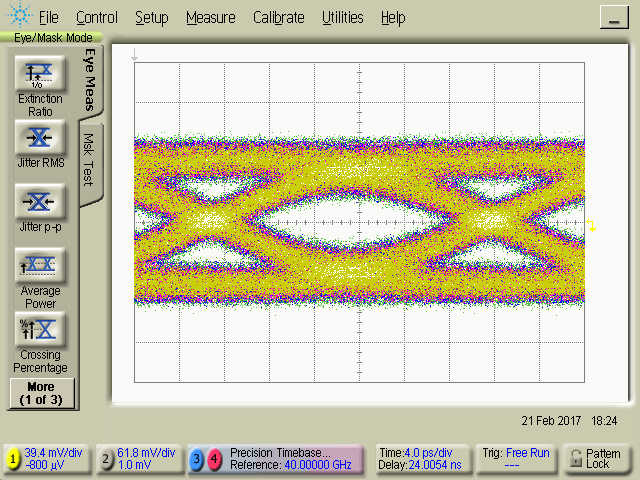 File Control Setup Measure Calibrate Utilities Help
Eye/Mask Mode
Eye Meas
Msk Test
1/0
Extinction
Ratio
Jitter RMS
Jitter p-p
Average
Power
%
Crossing
Percentage
More
(1 of 3)
21 Feb 2017 18:24
1 39.4 mV/div
-800 µV
2 61.8 mV/div
1.0 mV
3 4 Precision Timebase...
Reference: 40.00000 GHz
Time:4.0 ps/div
Delay:24.0054 ns
Trig: Free Run
---
Pattern
Lock